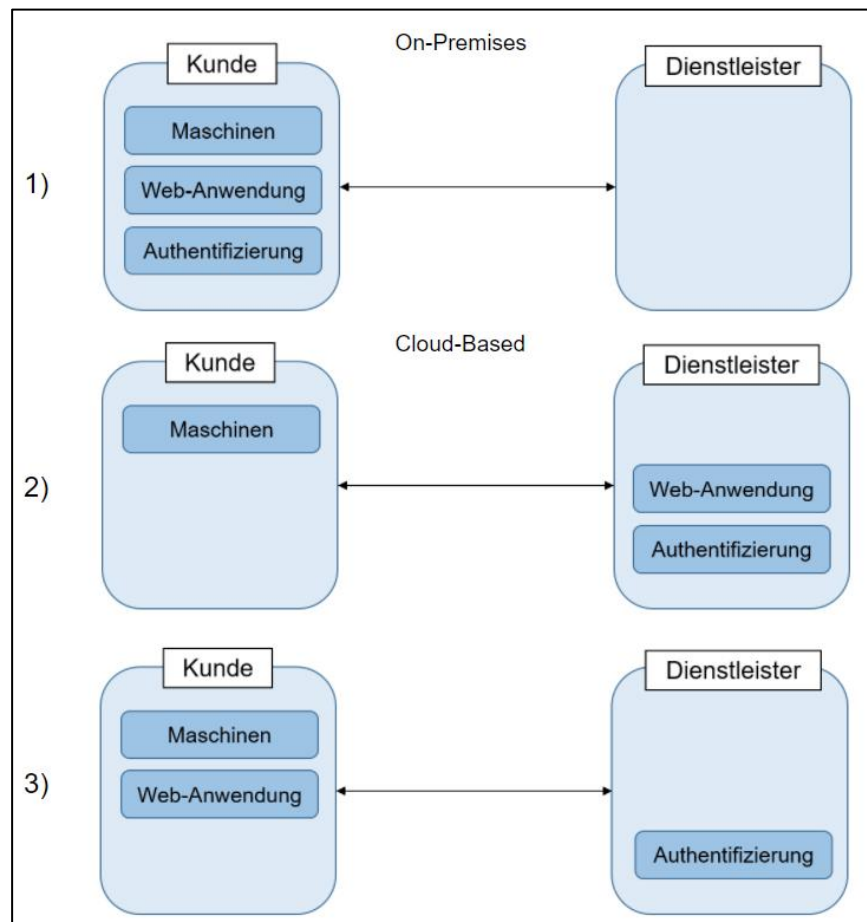 On-Premises
Kunde
Dienstleister
Maschinen
1)
Web-Anwendung
Authentifizierung
Cloud-Based
Kunde
Dienstleister
Maschinen
2)
Web-Anwendung
Authentifizierung
Kunde
Dienstleister
Maschinen
3)
Web-Anwendung
Authentifizierung